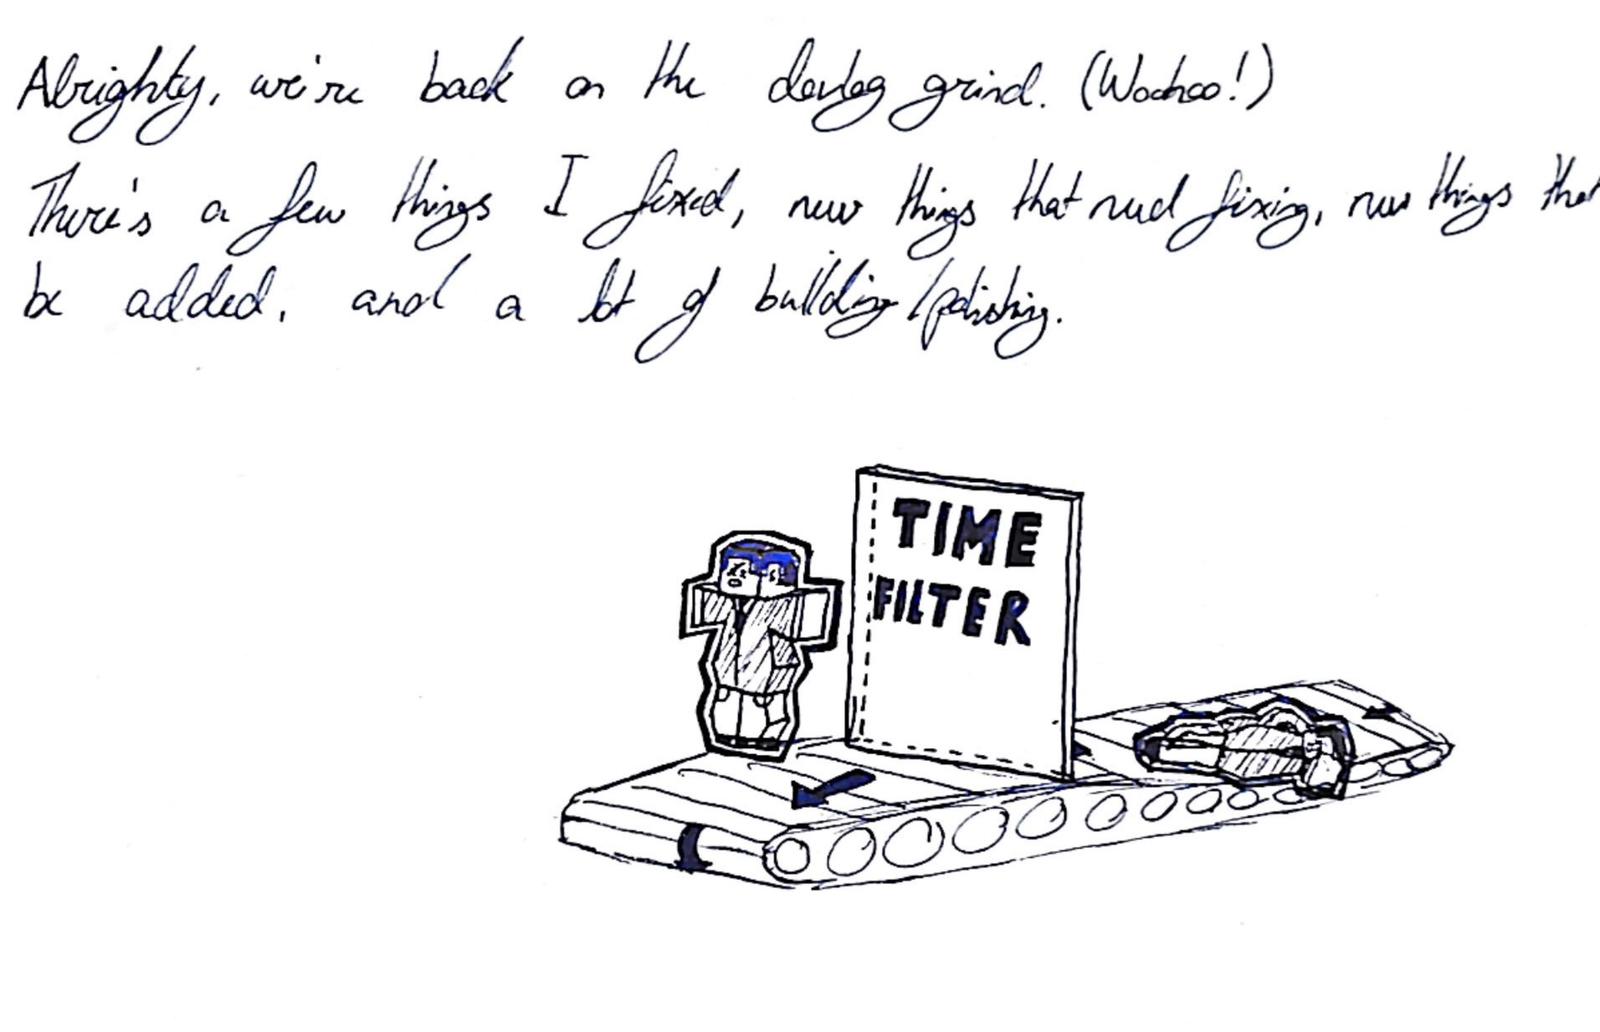 Alrighty, we're back on the devlog grind. (Woohoo!)
There's a few things I fixed, new things that need fixing, new things that
be added, and a lot of building/polishing.
TIME
FILTER